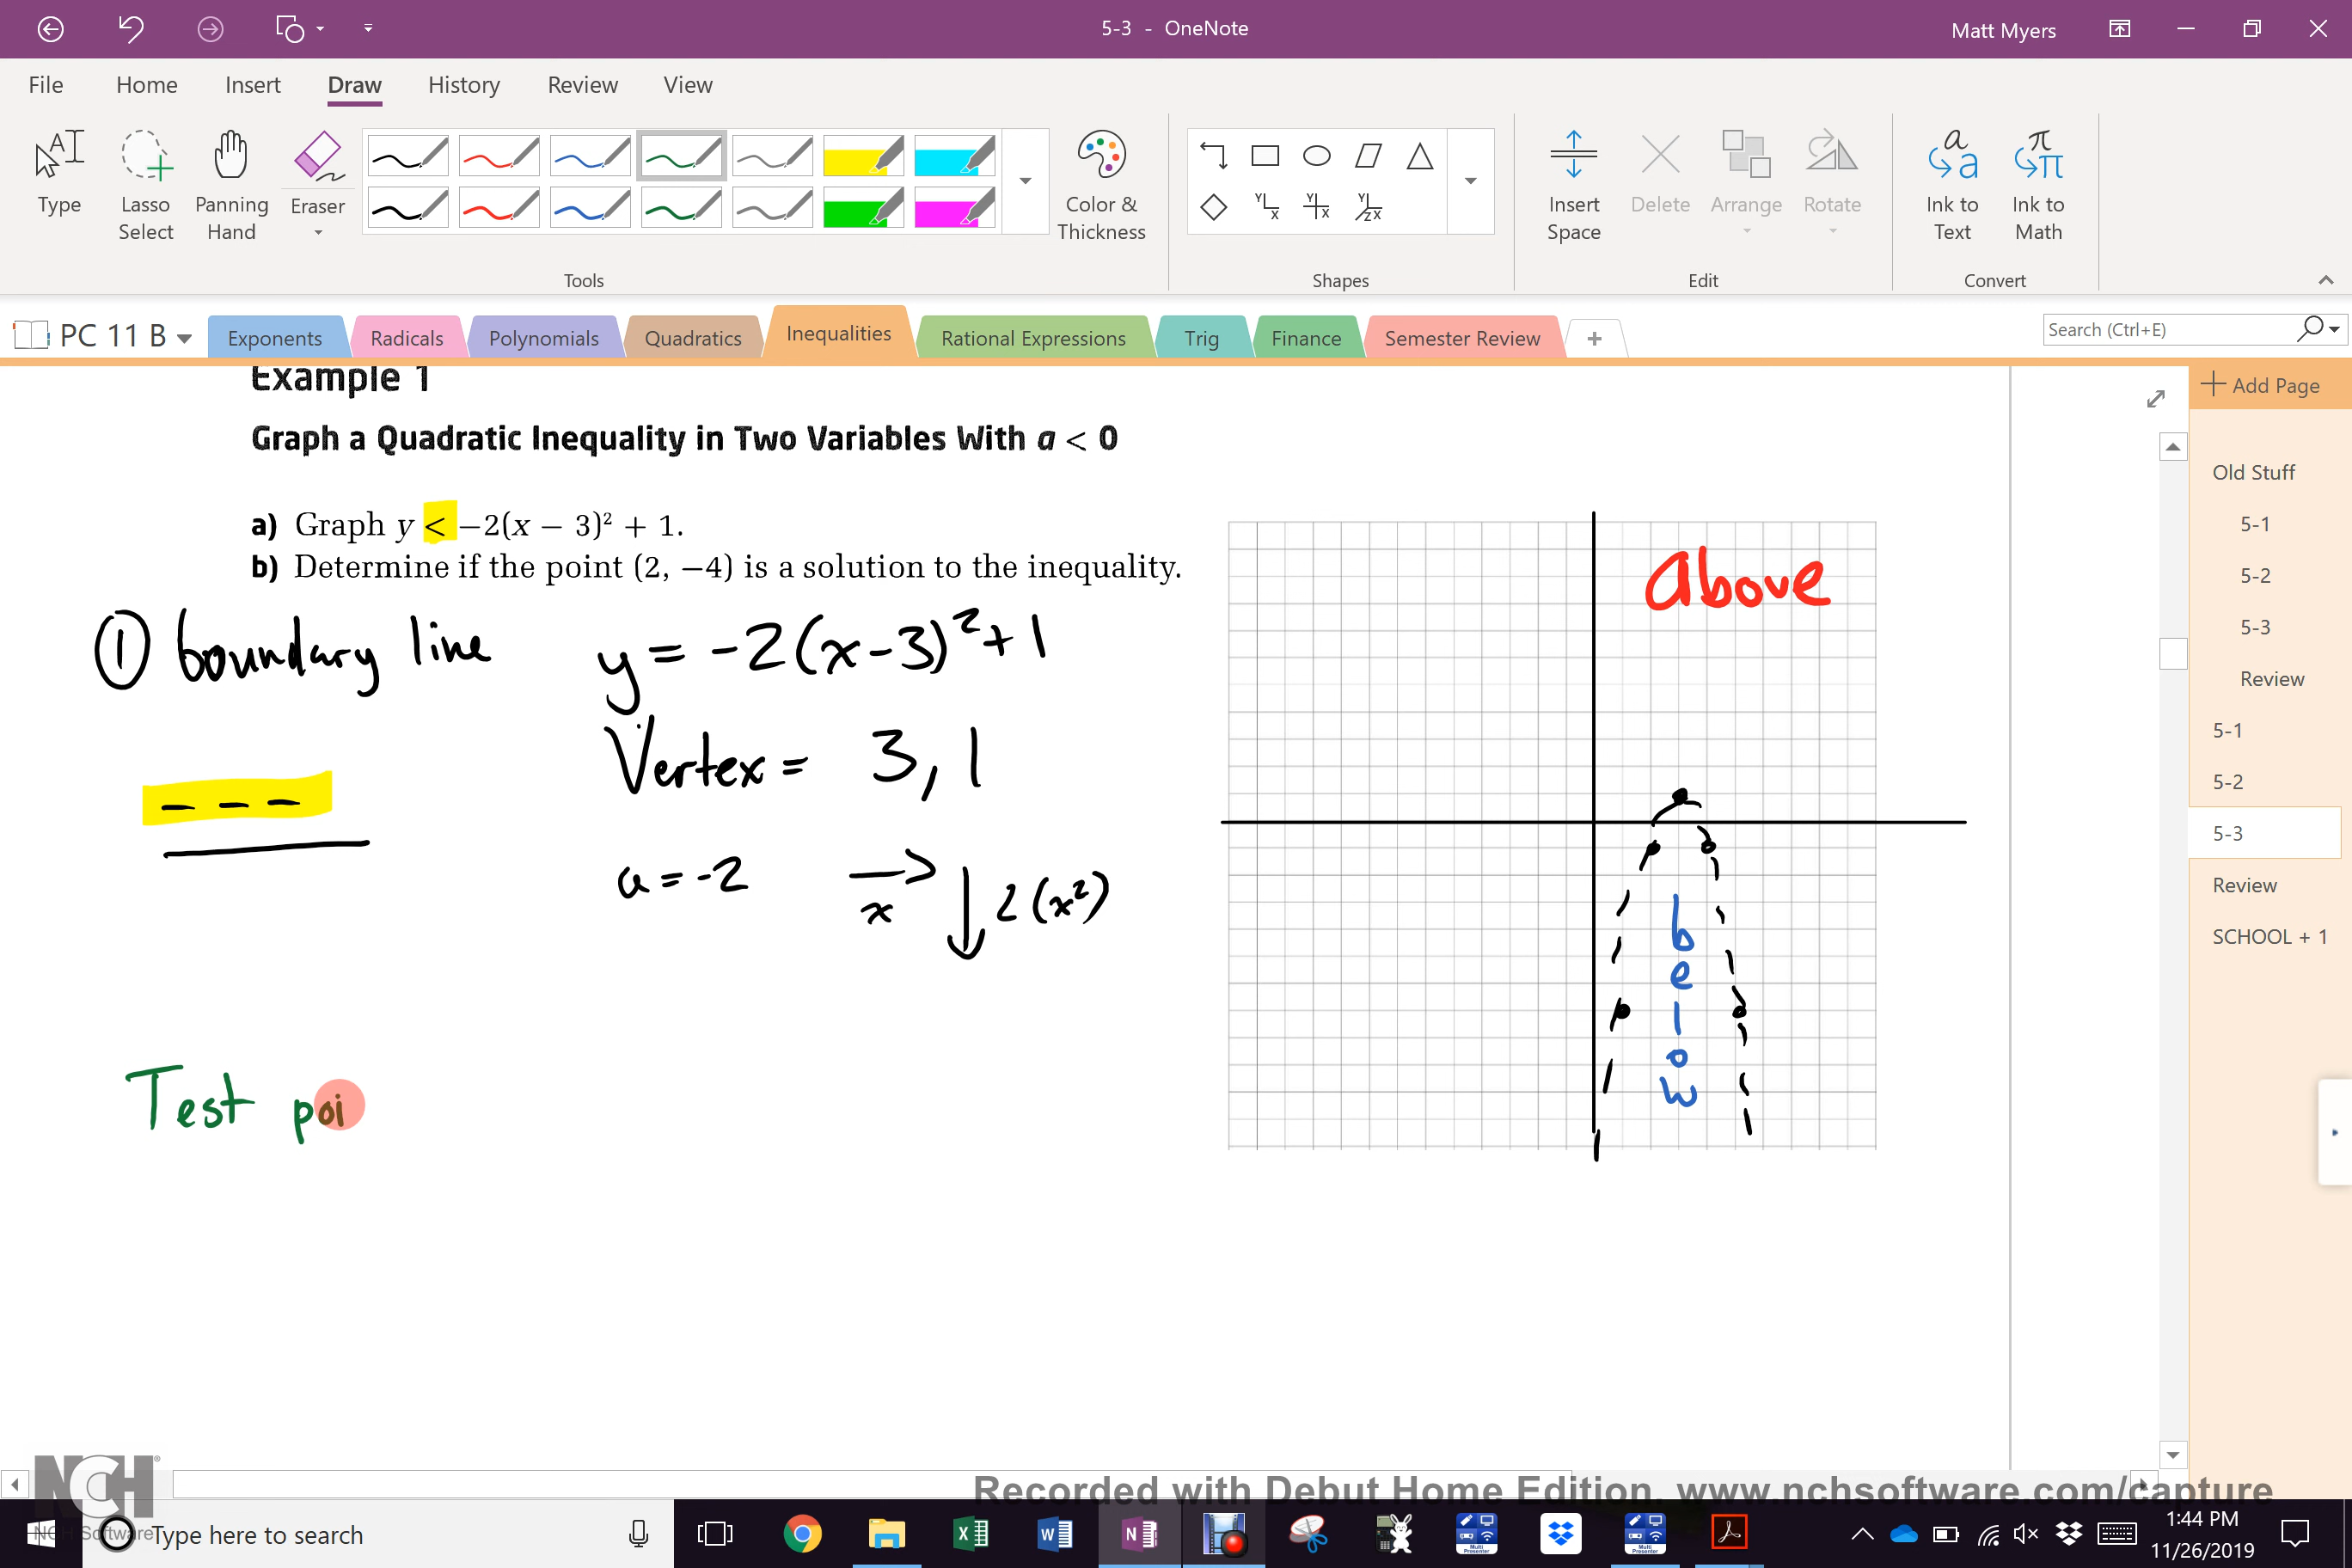 5-3 - OneNote
Matt Myers
File Home Insert Draw History Review View
Type
Lasso Select
Panning Hand
Eraser
Color & Thickness
Insert Space
Delete
Arrange
Rotate
Ink to Text
Ink to Math
Tools
Shapes
Edit
Convert
PC 11 B
Exponents Radicals Polynomials Quadratics Inequalities Rational Expressions Trig Finance Semester Review +
Search (Ctrl+E)
Add Page
Old Stuff
5-1
5-2
5-3
Review
5-1
5-2
5-3
Review
SCHOOL + 1
Example 1
Graph a Quadratic Inequality in Two Variables With a < 0
a) Graph y < −2(x − 3)² + 1.
b) Determine if the point (2, −4) is a solution to the inequality.
① boundary line
y = -2(x-3)²+1
Vertex = 3, 1
a = -2
x
2(x²)
Test poi
Above
below
NCH®
NCH Software
Recorded with Debut Home Edition. www.nchsoftware.com/capture
Type here to search
1:44 PM
11/26/2019